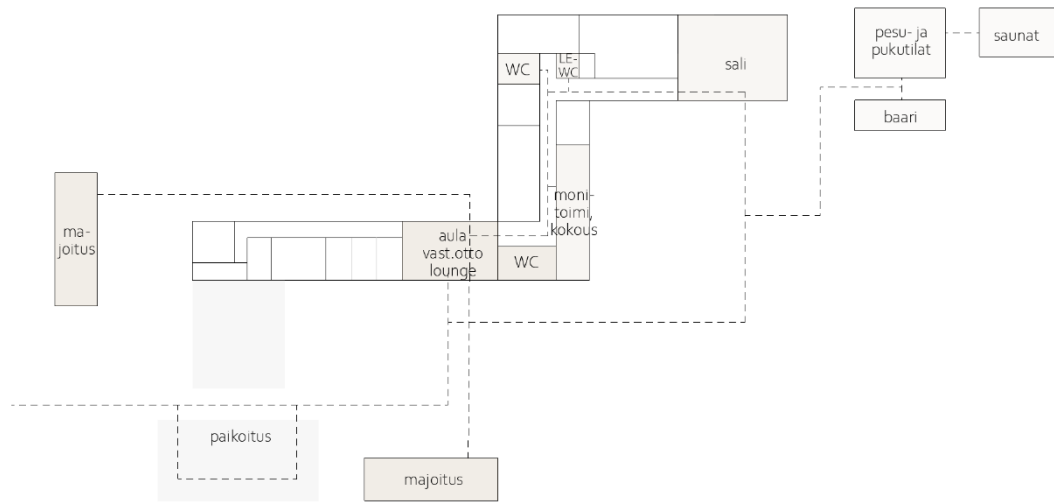 pesu- ja
pukutilat
saunat
LE-
WC
WC
sali
baari
moni-
toimi,
kokous
ma-
joitus
aula
vast.otto
lounge
WC
paikoitus
majoitus